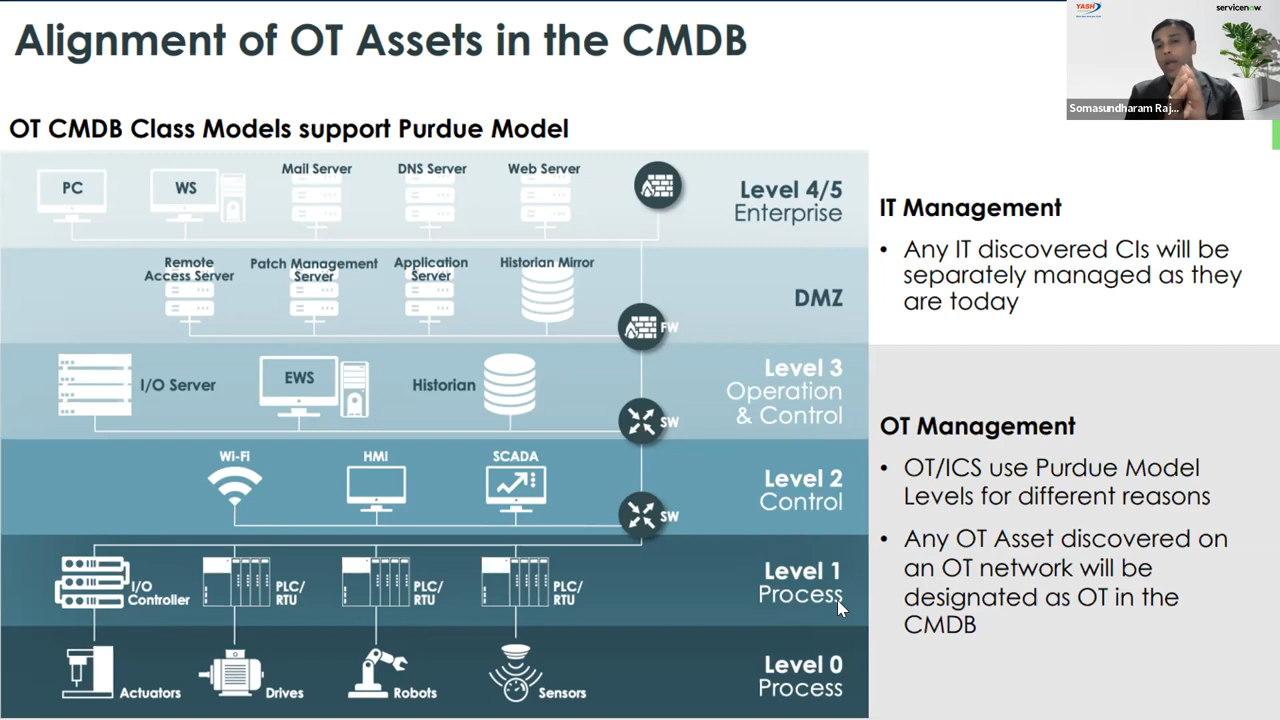 Alignment of OT Assets in the CMDB
YASH
servicenow
Somasundharam Raj...
OT CMDB Class Models support Purdue Model
PC
WS
Mail Server
DNS Server
Web Server
Level 4/5
Enterprise
Remote
Access Server
Patch Management
Server
Application
Server
Historian Mirror
DMZ
FW
I/O Server
EWS
Historian
Level 3
Operation
& Control
SW
Wi-Fi
HMI
SCADA
Level 2
Control
SW
I/O
Controller
PLC/
RTU
PLC/
RTU
PLC/
RTU
Level 1
Process
Actuators
Drives
Robots
Sensors
Level 0
Process
IT Management
• Any IT discovered CIs will be
separately managed as they
are today
OT Management
• OT/ICS use Purdue Model
Levels for different reasons
• Any OT Asset discovered on
an OT network will be
designated as OT in the
CMDB